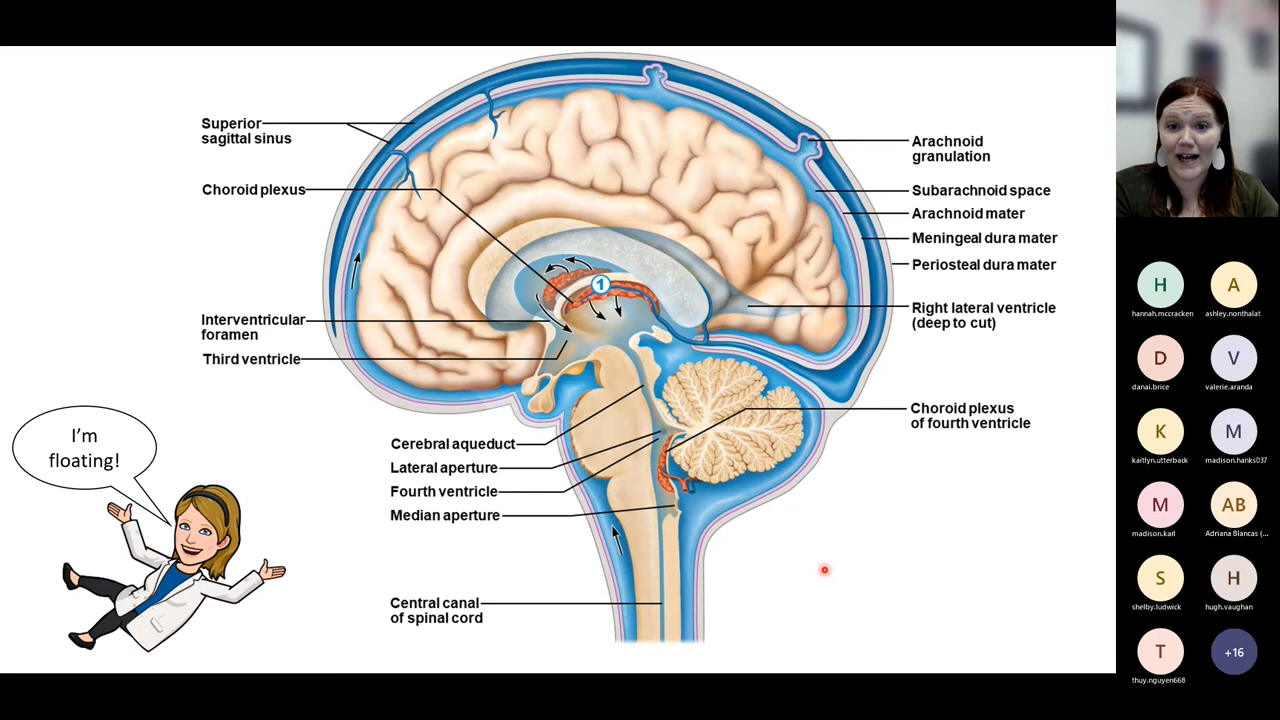 Superior
sagittal sinus
Choroid plexus
Interventricular
foramen
Third ventricle
I'm
floating!
Cerebral aqueduct
Lateral aperture
Fourth ventricle
Median aperture
Central canal
of spinal cord
1
Arachnoid
granulation
Subarachnoid space
Arachnoid mater
Meningeal dura mater
Periosteal dura mater
Right lateral ventricle
(deep to cut)
Choroid plexus
of fourth ventricle
H
hannah.mccracken
A
ashley.nonthalat
D
danai.brice
V
valerie.aranda
K
kaitlyn.utterback
M
madison.hanks037
M
madison.karl
AB
Adriana Blancas (...
S
shelby.ludwick
H
hugh.vaughan
T
thuy.nguyen668
+16